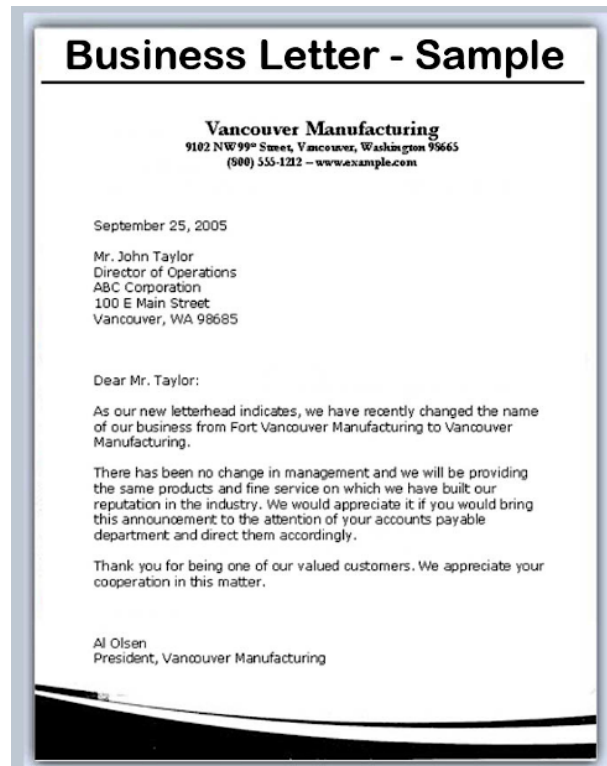 Business Letter - Sample
Vancouver Manufacturing
9102 NW 99th Street, Vancouver, Washington 98665
(800) 555-1212 – www.example.com
September 25, 2005
Mr. John Taylor
Director of Operations
ABC Corporation
100 E Main Street
Vancouver, WA 98685
Dear Mr. Taylor:
As our new letterhead indicates, we have recently changed the name
of our business from Fort Vancouver Manufacturing to Vancouver
Manufacturing.
There has been no change in management and we will be providing
the same products and fine service on which we have built our
reputation in the industry. We would appreciate it if you would bring
this announcement to the attention of your accounts payable
department and direct them accordingly.
Thank you for being one of our valued customers. We appreciate your
cooperation in this matter.
Al Olsen
President, Vancouver Manufacturing